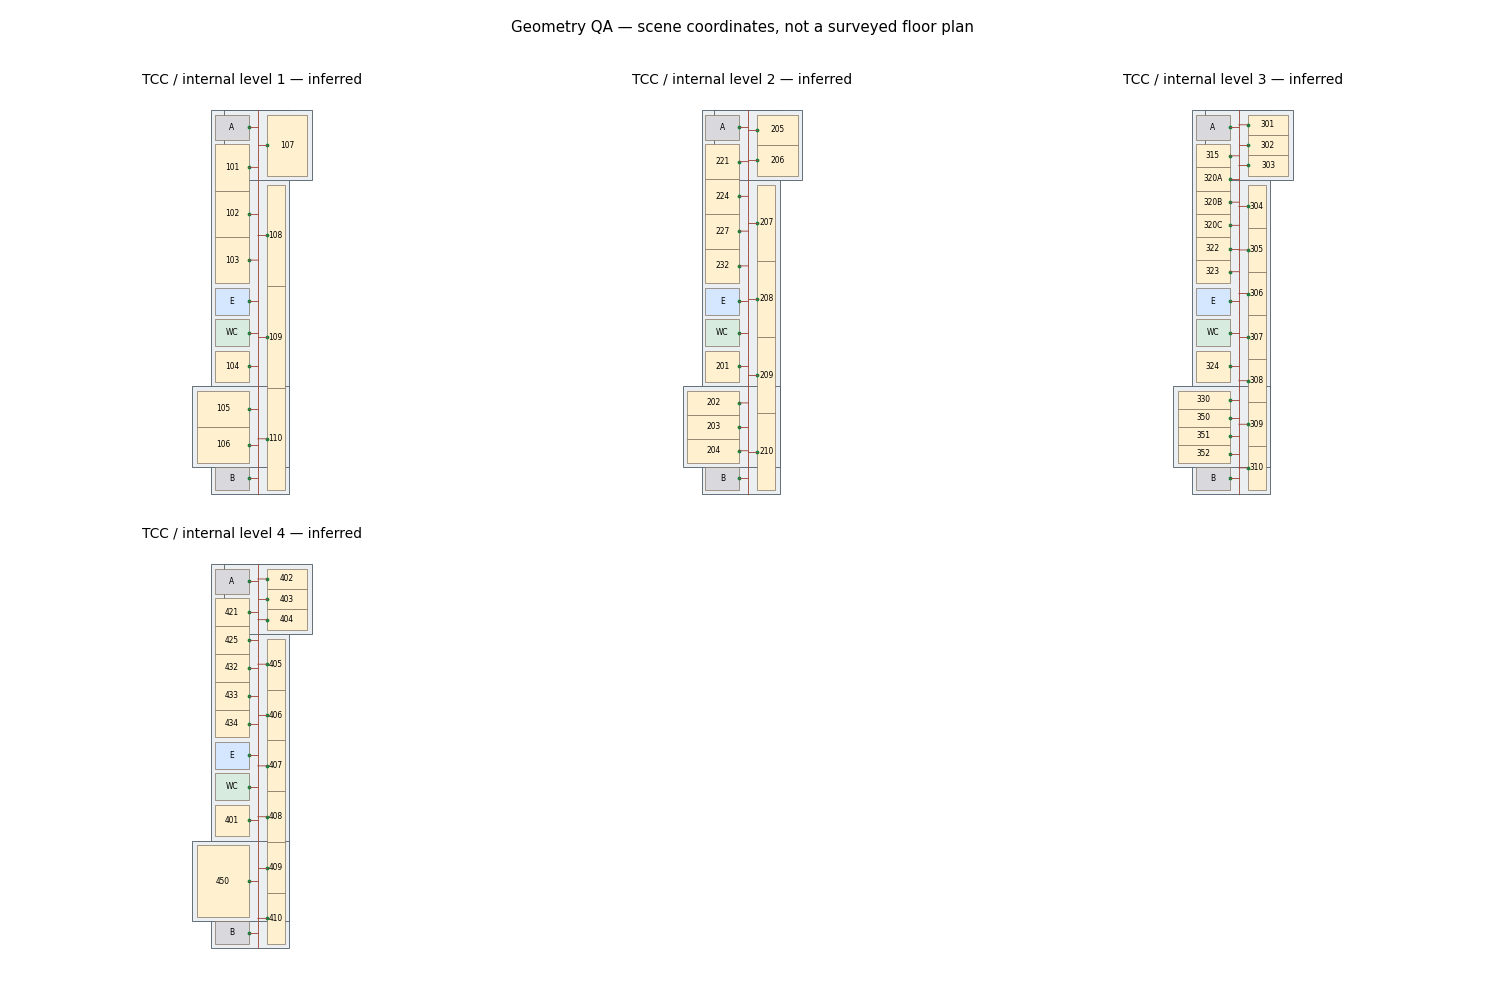 Geometry QA — scene coordinates, not a surveyed floor plan
TCC / internal level 1 — inferred
A
107
101
102
108
103
E
WC
109
104
105
106
110
B
TCC / internal level 2 — inferred
A
205
206
221
224
207
227
232
208
E
WC
201
209
202
203
204
210
B
TCC / internal level 3 — inferred
A
301
302
303
315
320A
320B
304
320C
322
305
323
306
E
WC
307
324
308
330
350
309
351
352
310
B
TCC / internal level 4 — inferred
A
402
403
404
421
425
432
405
433
406
434
E
407
WC
408
401
409
450
410
B